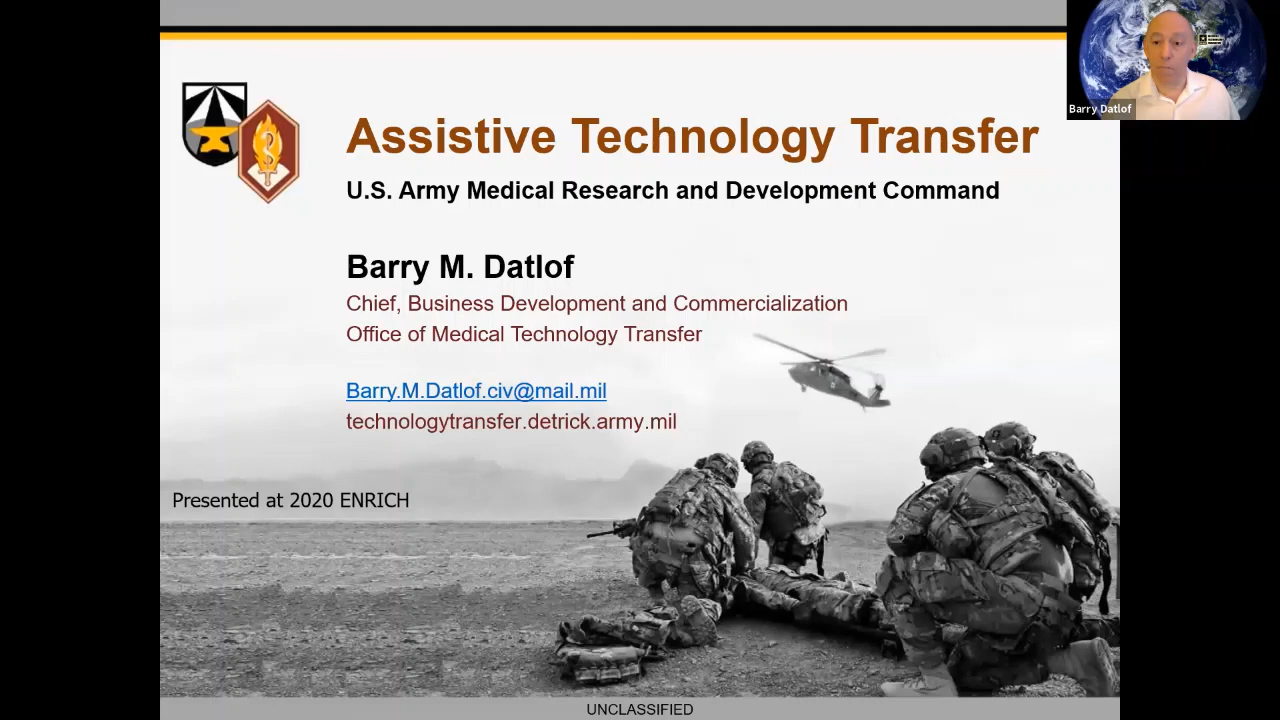 Assistive Technology Transfer
U.S. Army Medical Research and Development Command
Barry M. Datlof
Chief, Business Development and Commercialization
Office of Medical Technology Transfer
Barry.M.Datlof.civ@mail.mil
technologytransfer.detrick.army.mil
Presented at 2020 ENRICH
UNCLASSIFIED
Barry Datlof